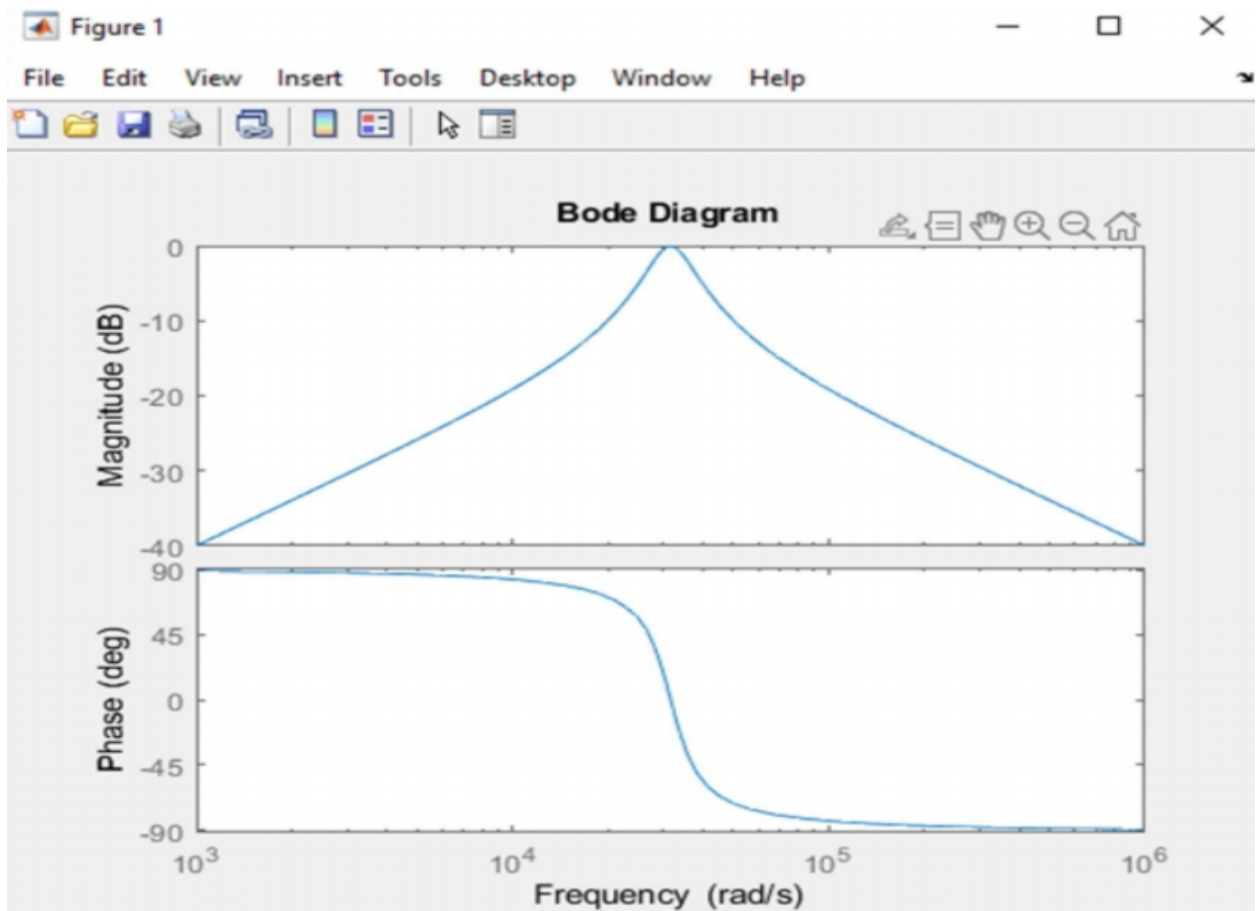 Figure 1
File Edit View Insert Tools Desktop Window Help
Bode Diagram
Magnitude (dB)
0
-10
-20
-30
-40
Phase (deg)
90
45
0
-45
-90
10³ 10⁴ 10⁵ 10⁶
Frequency (rad/s)